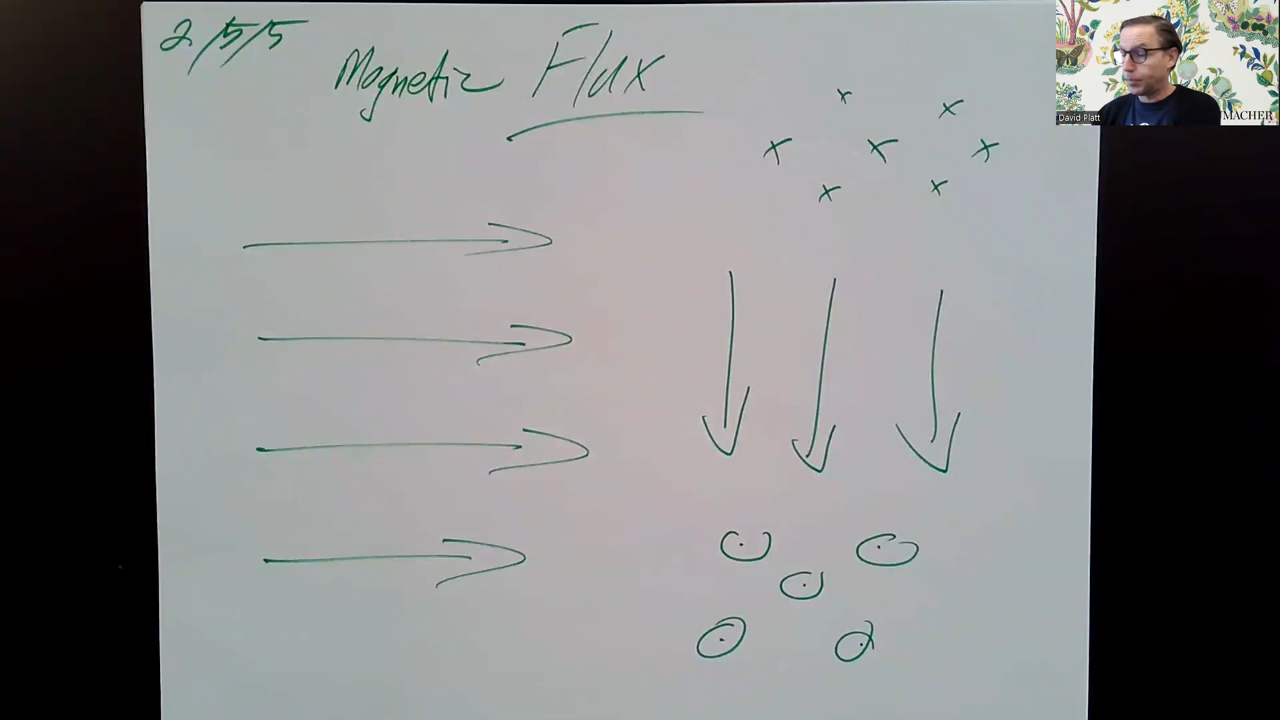 2/5/5
Magnetic Flux
x x
x x x
x x
David Platt
MACHER